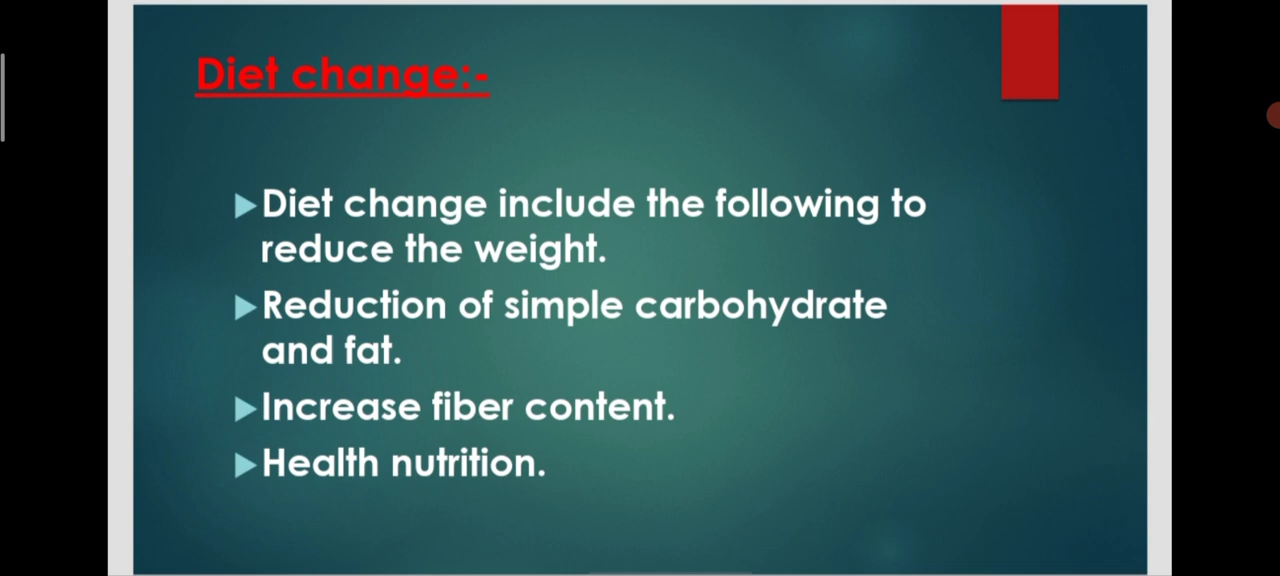 Diet change:-
Diet change include the following to
reduce the weight.
Reduction of simple carbohydrate
and fat.
Increase fiber content.
Health nutrition.